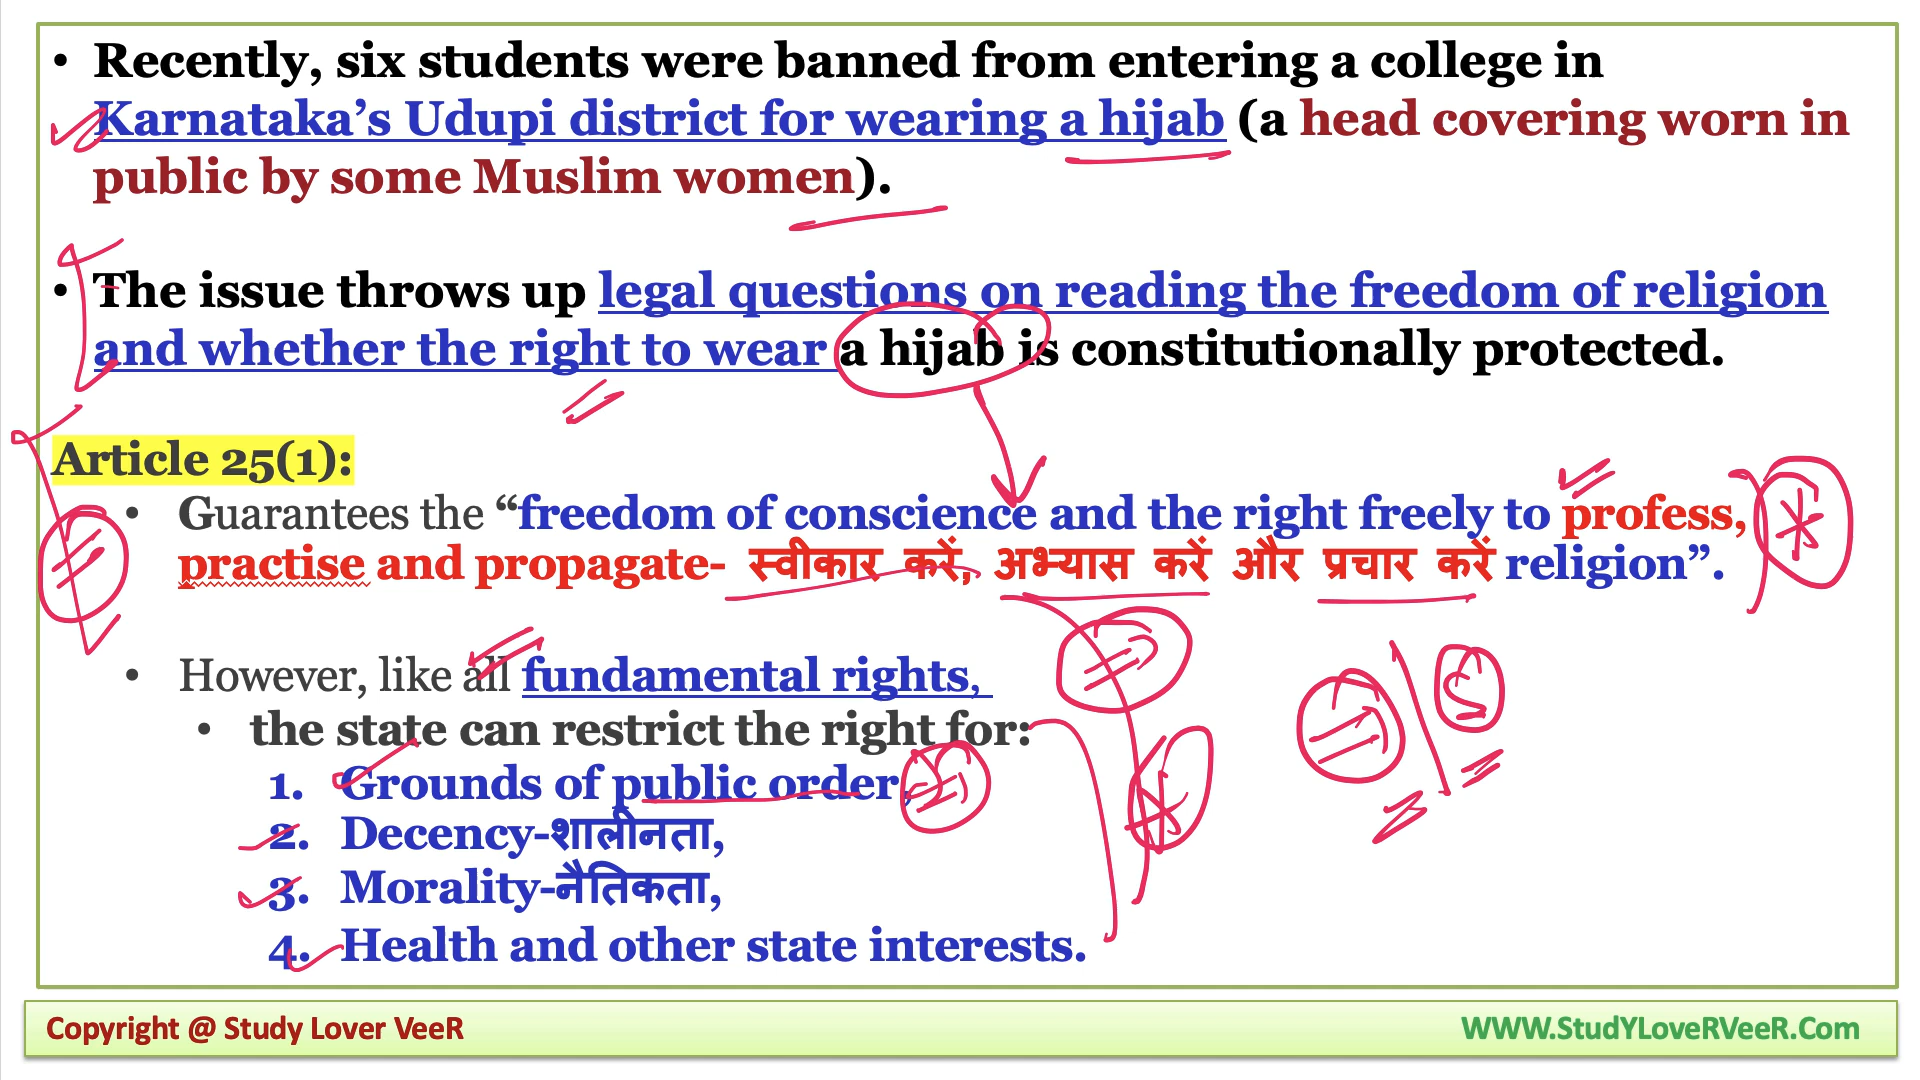 • Recently, six students were banned from entering a college in
Karnataka’s Udupi district for wearing a hijab (a head covering worn in
public by some Muslim women).
• The issue throws up legal questions on reading the freedom of religion
and whether the right to wear a hijab is constitutionally protected.
Article 25(1):
• Guarantees the “freedom of conscience and the right freely to profess,
practise and propagate- स्वीकार करें, अभ्यास करें और प्रचार करें religion”.
• However, like all fundamental rights,
• the state can restrict the right for:
1. Grounds of public order,
2. Decency-शालीनता,
3. Morality-नैतिकता,
4. Health and other state interests.
Copyright @ Study Lover VeeR
WWW.StudYLoveRVeeR.Com